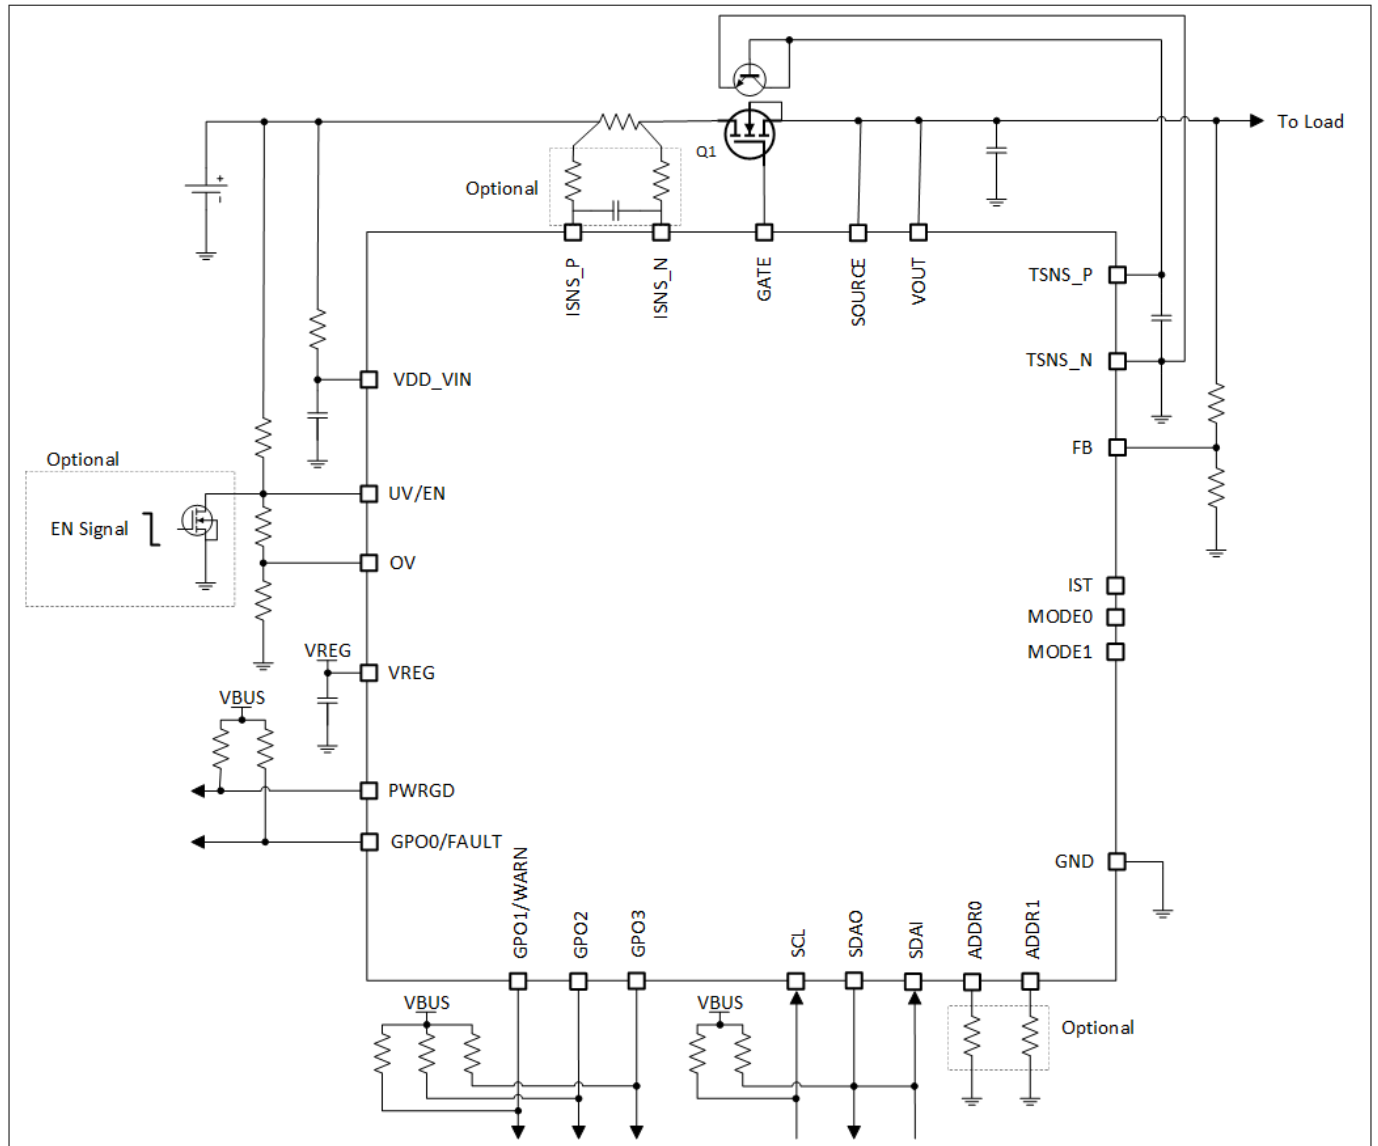 To Load
Q1
Optional
+
ISNS_P
ISNS_N
GATE
SOURCE
VOUT
TSNS_P
TSNS_N
VDD_VIN
FB
Optional
UV/EN
EN Signal
OV
IST
MODE0
MODE1
VREG
VREG
VBUS
PWRGD
GPO0/FAULT
GND
GPO1/WARN
GPO2
GPO3
SCL
SDAO
SDAI
ADDR0
ADDR1
VBUS
VBUS
Optional